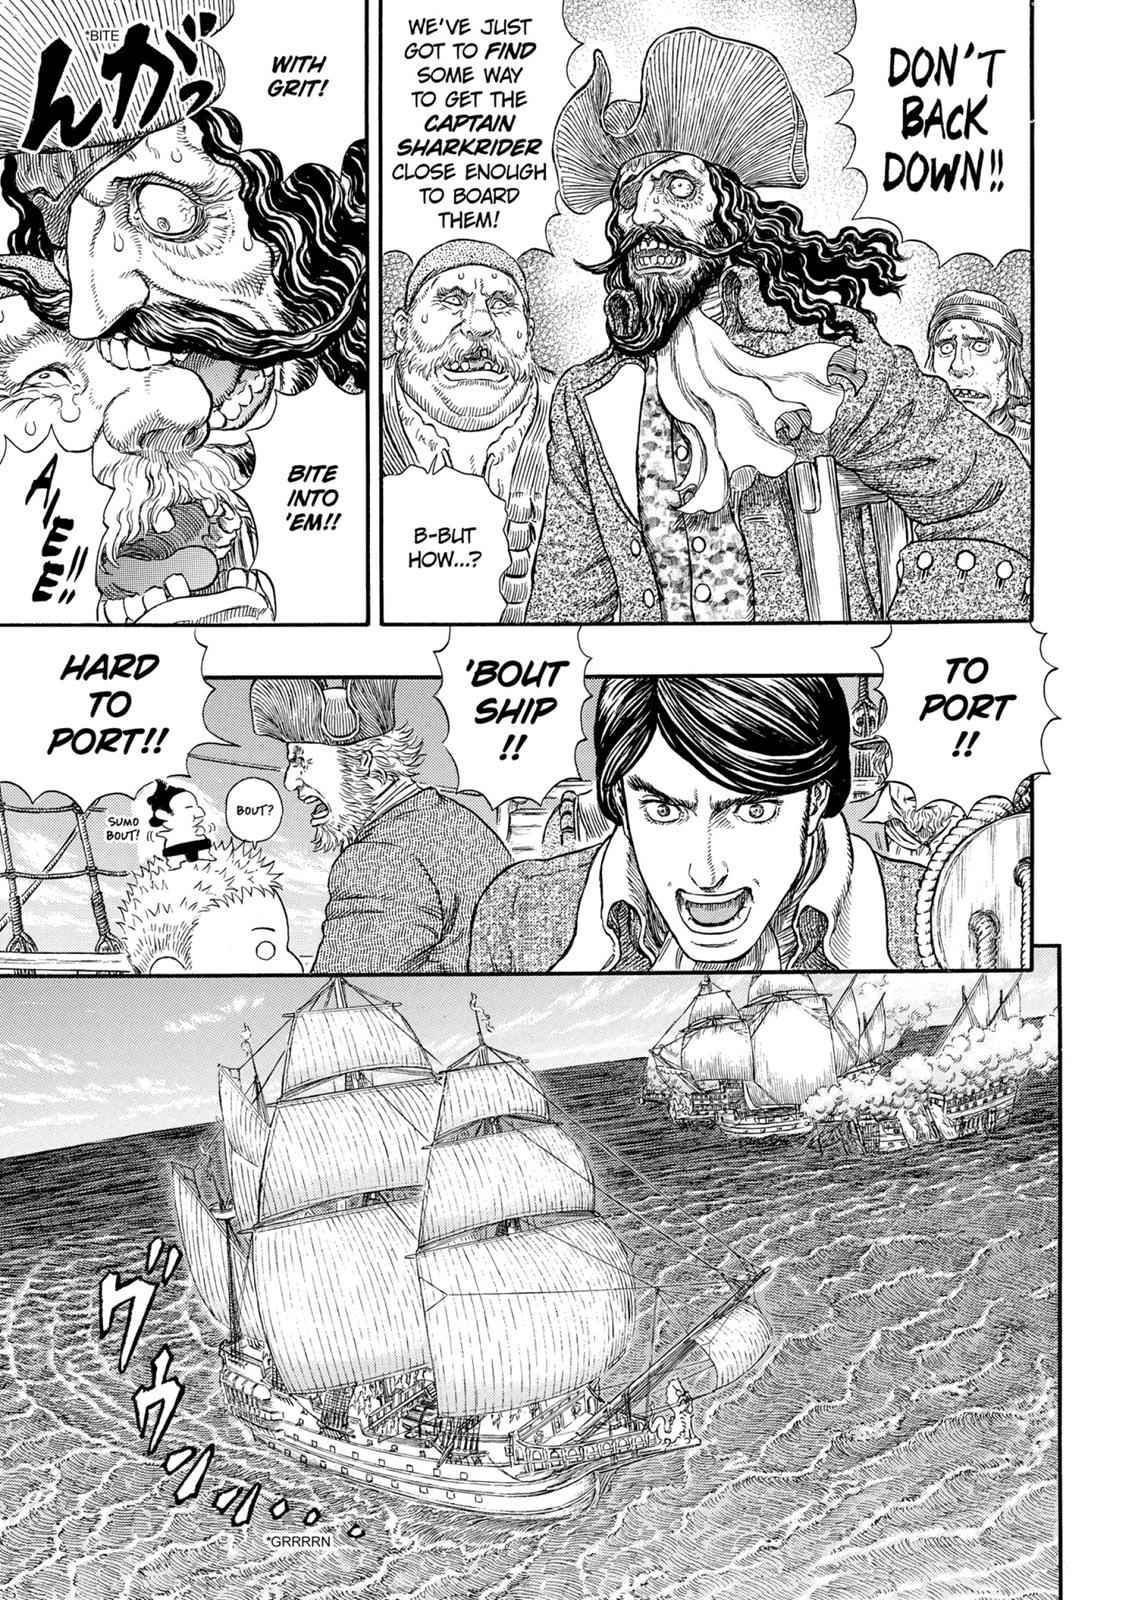 DON'T
BACK
DOWN!!
WE'VE JUST
GOT TO FIND
SOME WAY
TO GET THE
CAPTAIN
SHARKRIDER
CLOSE ENOUGH
TO BOARD
THEM!
B-BUT
HOW...?
WITH
GRIT!
*BITE
んがっ
BITE
INTO
'EM!!
AIEEE!!
TO
PORT
!!
'BOUT
SHIP
!!
HARD
TO
PORT!!
BOUT?
SUMO
BOUT?
グゥン...
*GRRRRN